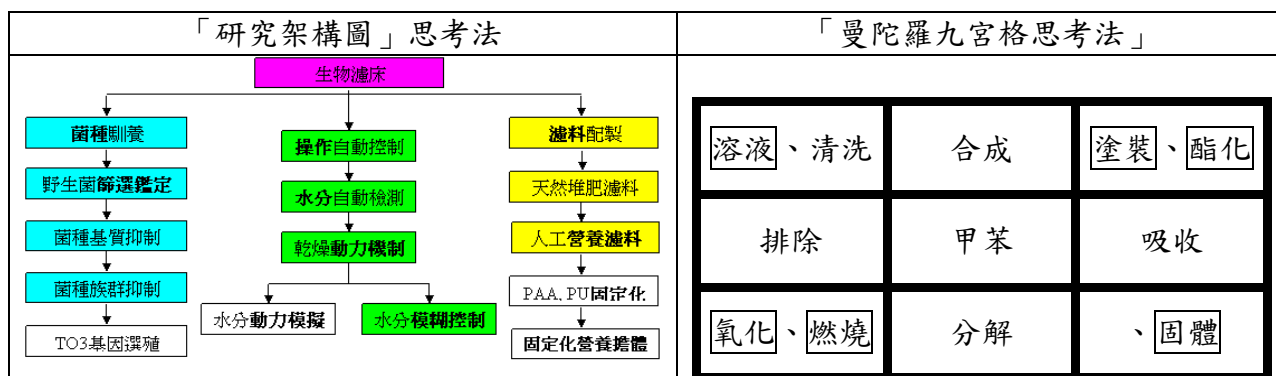 「研究架構圖」思考法
「曼陀羅九宮格思考法」
生物濾床
菌種馴養
野生菌篩選鑑定
菌種基質抑制
菌種族群抑制
TO3基因選殖
操作自動控制
水分自動檢測
乾燥動力機制
水分動力模擬
水分模糊控制
濾料配製
天然堆肥濾料
人工營養濾料
PAA, PU固定化
固定化營養擔體
溶液、清洗
合成
塗裝、酯化
排除
甲苯
吸收
氧化、燃燒
分解
、固體